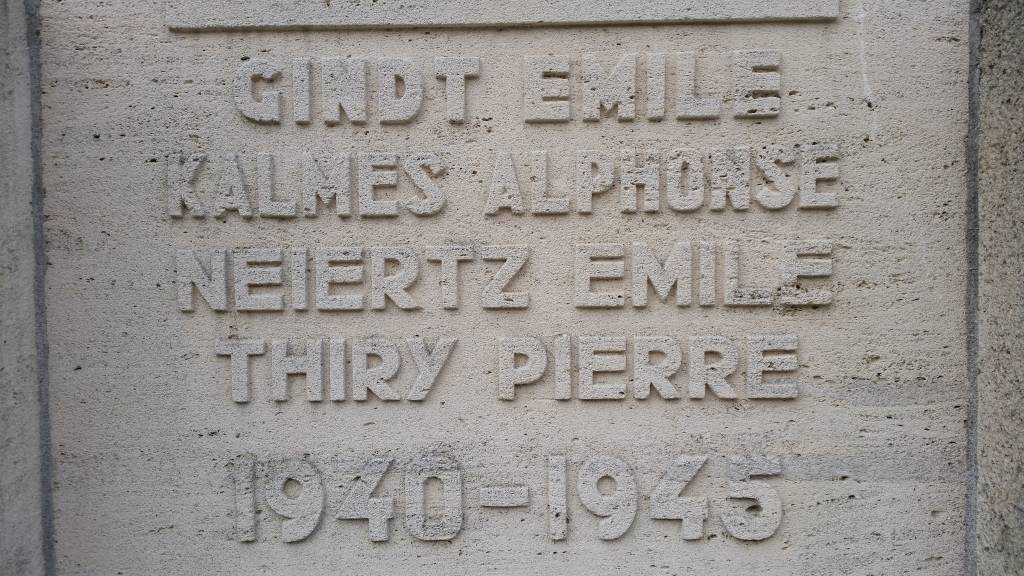 GINDT EMILE
KALMES ALPHONSE
NEIERTZ EMILE
THIRY PIERRE
1940-1945